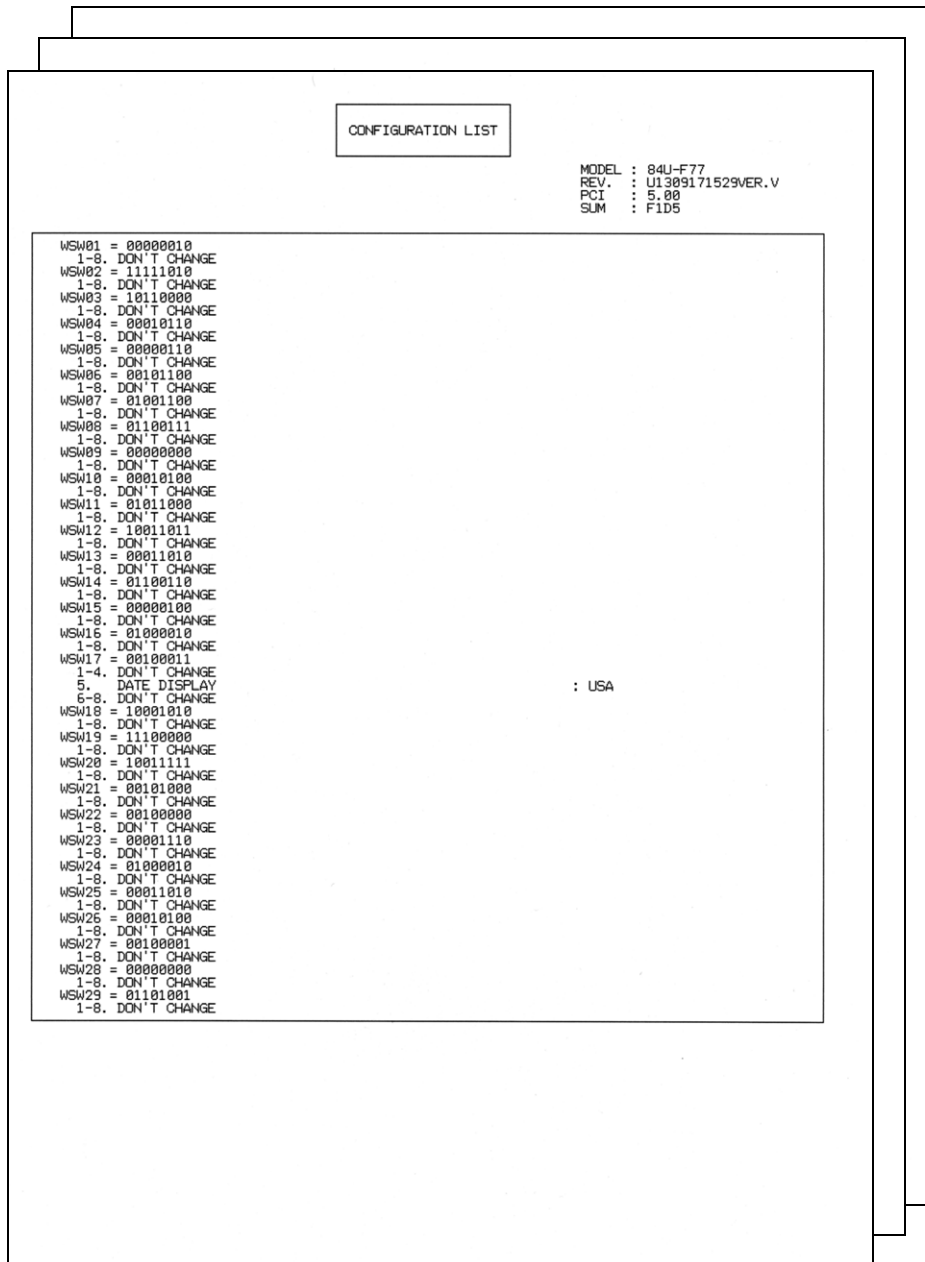 CONFIGURATION LIST
MODEL : 84U-F77
REV. : U1309171529VER.V
PCI : 5.00
SUM : F1D5
WSW01 = 00000010
1-8. DON'T CHANGE
WSW02 = 11111010
1-8. DON'T CHANGE
WSW03 = 10110000
1-8. DON'T CHANGE
WSW04 = 00010110
1-8. DON'T CHANGE
WSW05 = 00000110
1-8. DON'T CHANGE
WSW06 = 00101100
1-8. DON'T CHANGE
WSW07 = 01001100
1-8. DON'T CHANGE
WSW08 = 01100111
1-8. DON'T CHANGE
WSW09 = 00000000
1-8. DON'T CHANGE
WSW10 = 00010100
1-8. DON'T CHANGE
WSW11 = 01011000
1-8. DON'T CHANGE
WSW12 = 10011011
1-8. DON'T CHANGE
WSW13 = 00011010
1-8. DON'T CHANGE
WSW14 = 01100110
1-8. DON'T CHANGE
WSW15 = 00000100
1-8. DON'T CHANGE
WSW16 = 01000010
1-8. DON'T CHANGE
WSW17 = 00100011
1-4. DON'T CHANGE
5. DATE DISPLAY : USA
6-8. DON'T CHANGE
WSW18 = 10001010
1-8. DON'T CHANGE
WSW19 = 11100000
1-8. DON'T CHANGE
WSW20 = 10011111
1-8. DON'T CHANGE
WSW21 = 00101000
1-8. DON'T CHANGE
WSW22 = 00100000
1-8. DON'T CHANGE
WSW23 = 00001110
1-8. DON'T CHANGE
WSW24 = 01000010
1-8. DON'T CHANGE
WSW25 = 00011010
1-8. DON'T CHANGE
WSW26 = 00010100
1-8. DON'T CHANGE
WSW27 = 00100001
1-8. DON'T CHANGE
WSW28 = 00000000
1-8. DON'T CHANGE
WSW29 = 01101001
1-8. DON'T CHANGE